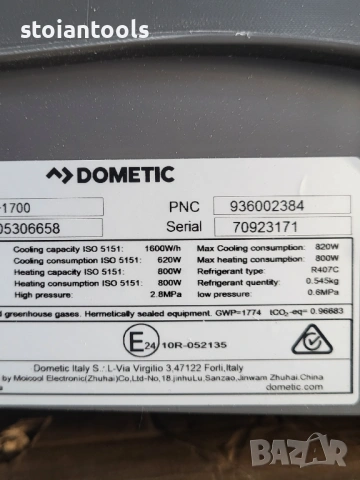 stoiantools
DOMETIC
-1700 PNC 936002384
05306658 Serial 70923171
Cooling capacity ISO 5151: 1600W/h Max Cooling consumption: 820W
Cooling consumption ISO 5151: 620W Max heating consumption: 800W
Heating capacity ISO 5151: 800W Refrigerant type: R407C
Heating consumption ISO 5151: 800W Refrigerant quentity: 0.545kg
High pressure: 2.8MPa low pressure: 0.6MPa
d greenhouse gases. Hermetically sealed equipment. GWP=1774 tCO₂-eq= 0.96683
E 24 10R-052135
Dometic Italy S.r.L-Via Virgilio 3,47122 Forlì,Italy
by Moicool Electronic(Zhuhai)Co,Ltd-No,18.jinhuLu,Sanzao,Jinwam Zhuhai.China
dometic.com
BAZAR